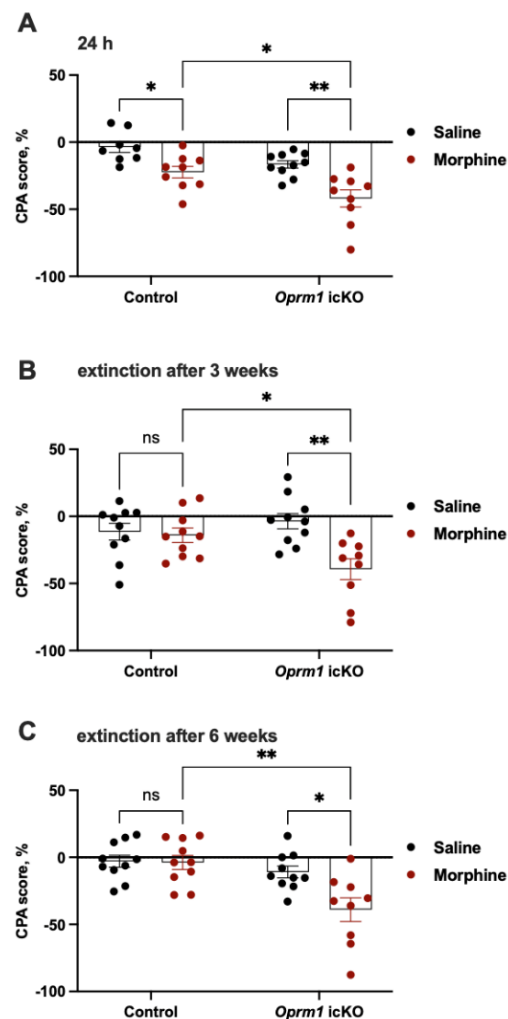 A
24 h
*
*
**
50
0
-50
-100
CPA score, %
Saline
Morphine
Control
Oprm1 icKO
B
extinction after 3 weeks
*
ns
**
50
0
-50
-100
CPA score, %
Saline
Morphine
Control
Oprm1 icKO
C
extinction after 6 weeks
**
ns
*
50
0
-50
-100
CPA score, %
Saline
Morphine
Control
Oprm1 icKO